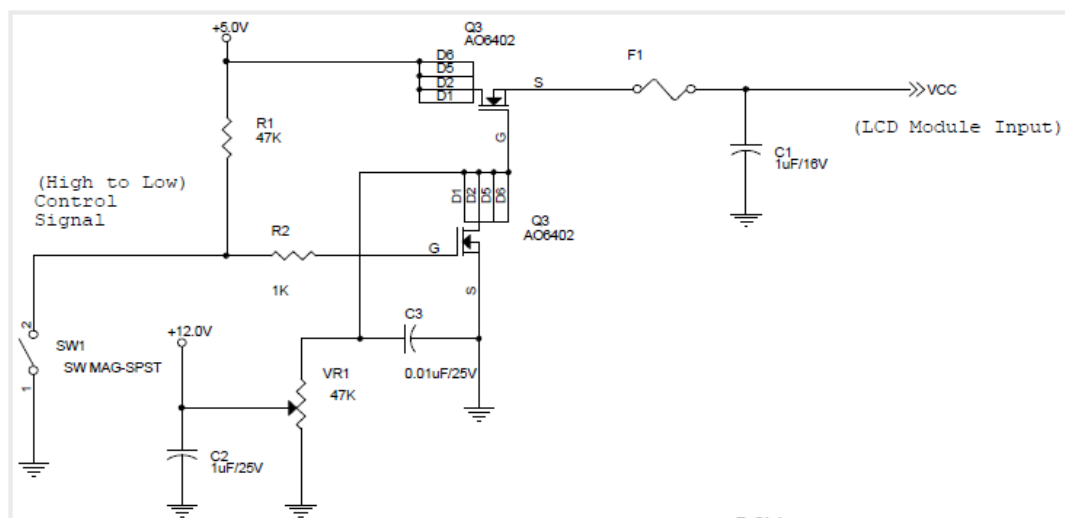 +5.0V
Q3
AO6402
D6
D5
D2
D1
S
G
F1
VCC
(LCD Module Input)
R1
47K
C1
1uF/16V
(High to Low)
Control
Signal
D1
D2
D5
D6
Q3
AO6402
R2
G
1K
S
2
SW1
SW MAG-SPST
1
+12.0V
C3
0.01uF/25V
VR1
47K
C2
1uF/25V